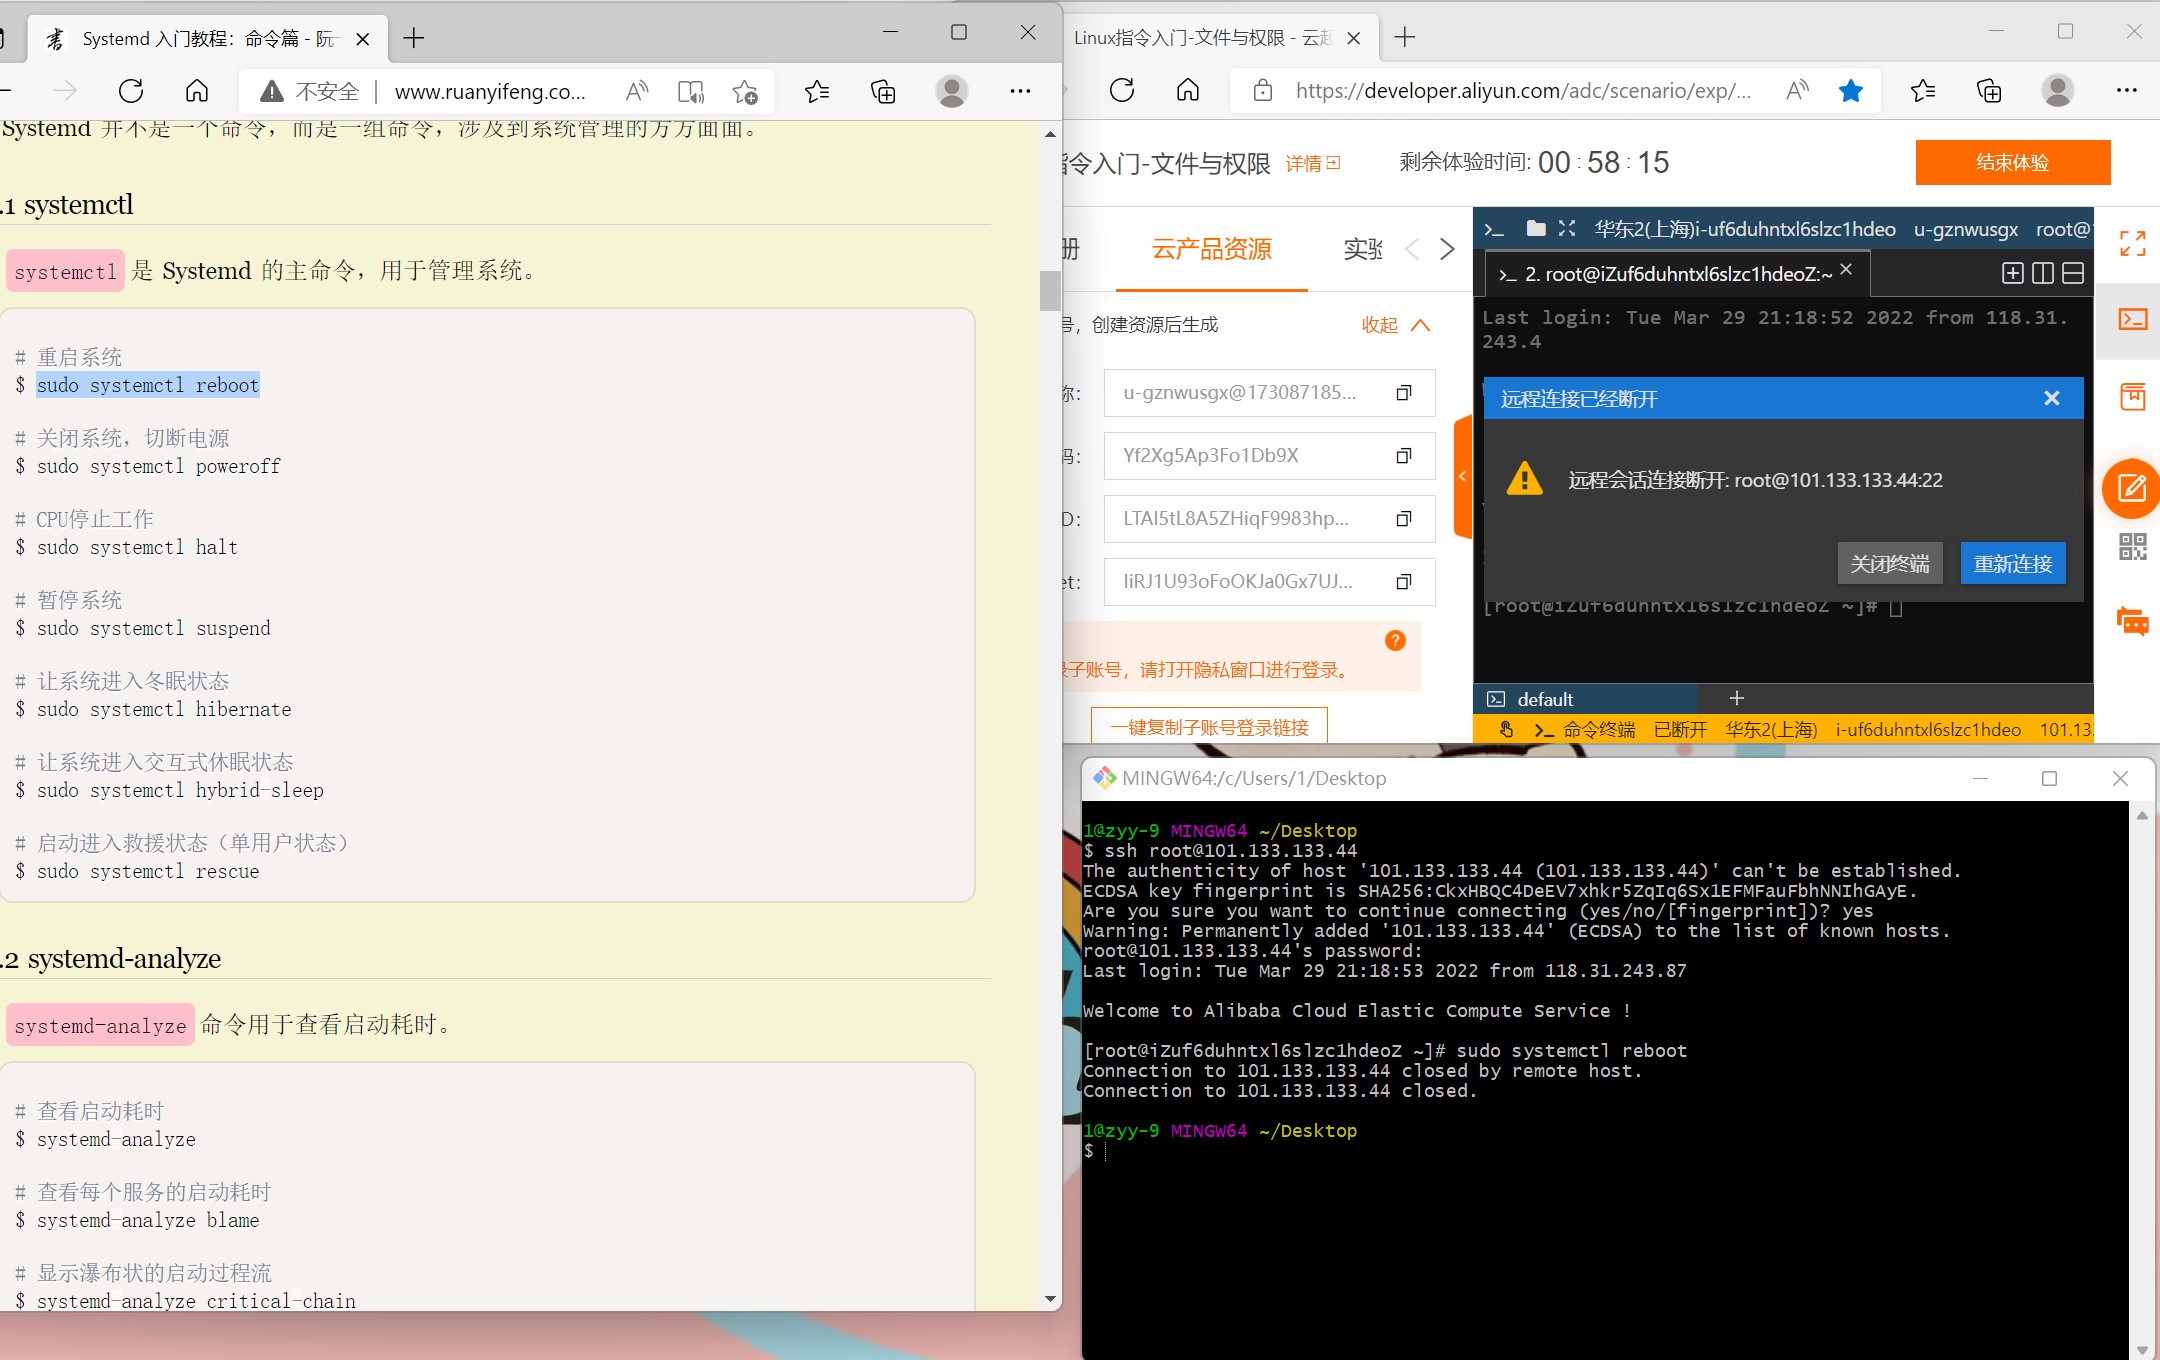 Systemd 入门教程：命令篇 - 阮
不安全 | www.ruanyifeng.co...
Systemd 并不是一个命令，而是一组命令，涉及到系统管理的方方面面。
.1 systemctl
systemctl 是 Systemd 的主命令，用于管理系统。
# 重启系统
$ sudo systemctl reboot
# 关闭系统，切断电源
$ sudo systemctl poweroff
# CPU停止工作
$ sudo systemctl halt
# 暂停系统
$ sudo systemctl suspend
# 让系统进入冬眠状态
$ sudo systemctl hibernate
# 让系统进入交互式休眠状态
$ sudo systemctl hybrid-sleep
# 启动进入救援状态（单用户状态）
$ sudo systemctl rescue
.2 systemd-analyze
systemd-analyze 命令用于查看启动耗时。
# 查看启动耗时
$ systemd-analyze
# 查看每个服务的启动耗时
$ systemd-analyze blame
# 显示瀑布状的启动过程流
$ systemd-analyze critical-chain
Linux指令入门-文件与权限 - 云起
https://developer.aliyun.com/adc/scenario/exp/...
指令入门-文件与权限 详情 剩余体验时间: 00 : 58 : 15 结束体验
册 云产品资源 实验
号，创建资源后生成 收起
称: u-gznwusgx@173087185...
码: Yf2Xg5Ap3Fo1Db9X
D: LTAI5tL8A5ZHiqF9983hp...
et: IiRJ1U93oFoOKJa0Gx7UJ...
?
录子账号，请打开隐私窗口进行登录。
一键复制子账号登录链接
华东2(上海)i-uf6duhntxl6slzc1hdeo u-gznwusgx root@
2. root@iZuf6duhntxl6slzc1hdeoZ:~
Last login: Tue Mar 29 21:18:52 2022 from 118.31.
243.4
远程连接已经断开
远程会话连接断开: root@101.133.133.44:22
关闭终端 重新连接
[root@iZuf6duhntxl6slzc1hdeoZ ~]#
default +
命令终端 已断开 华东2(上海) i-uf6duhntxl6slzc1hdeo 101.13
MINGW64:/c/Users/1/Desktop
1@zyy-9 MINGW64 ~/Desktop
$ ssh root@101.133.133.44
The authenticity of host '101.133.133.44 (101.133.133.44)' can't be established.
ECDSA key fingerprint is SHA256:CkxHBQC4DeEV7xhkr5ZqIq6Sx1EFMFauFbhNNIhGAyE.
Are you sure you want to continue connecting (yes/no/[fingerprint])? yes
Warning: Permanently added '101.133.133.44' (ECDSA) to the list of known hosts.
root@101.133.133.44's password:
Last login: Tue Mar 29 21:18:53 2022 from 118.31.243.87
Welcome to Alibaba Cloud Elastic Compute Service !
[root@iZuf6duhntxl6slzc1hdeoZ ~]# sudo systemctl reboot
Connection to 101.133.133.44 closed by remote host.
Connection to 101.133.133.44 closed.
1@zyy-9 MINGW64 ~/Desktop
$